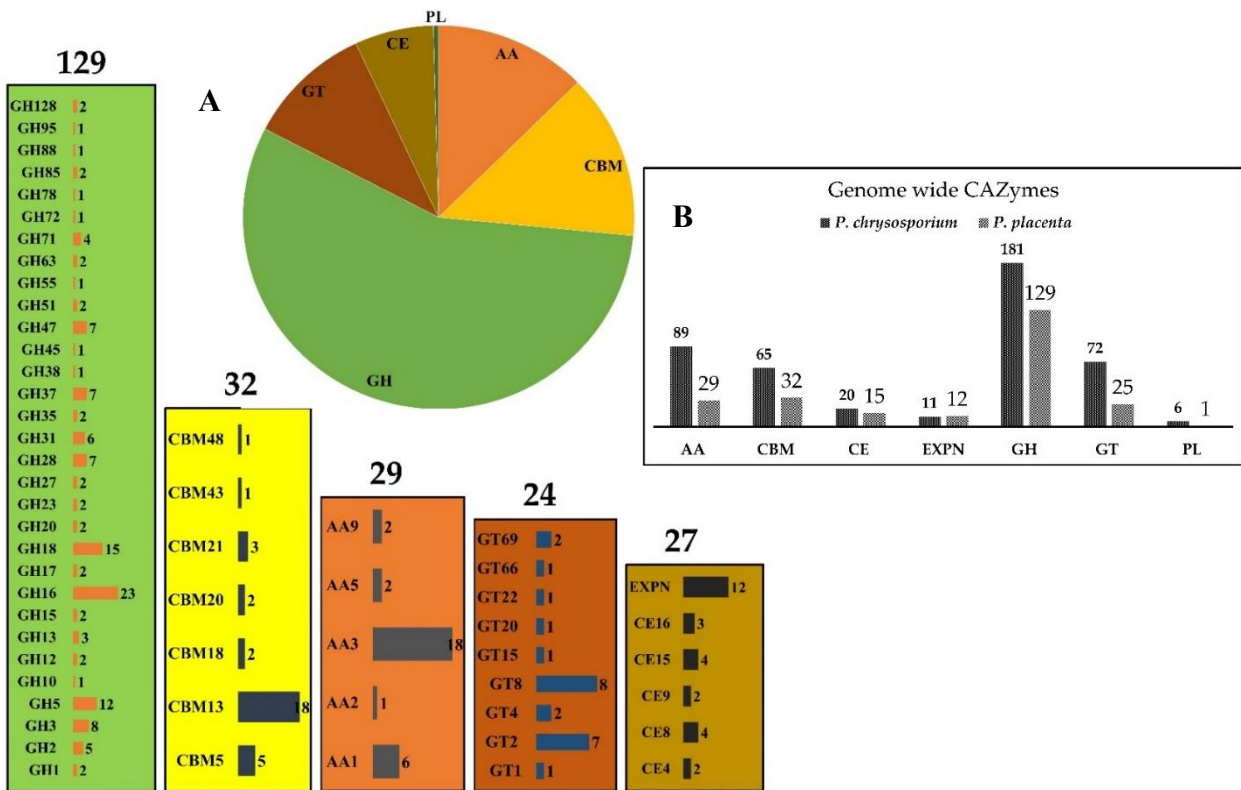 129
GH128 2
GH95 1
GH88 1
GH85 2
GH78 1
GH72 1
GH71 4
GH63 2
GH55 1
GH51 2
GH47 7
GH45 1
GH38 1
GH37 7
GH35 2
GH31 6
GH28 7
GH27 2
GH23 2
GH20 2
GH18 15
GH17 2
GH16 23
GH15 2
GH13 3
GH12 2
GH10 1
GH5 12
GH3 8
GH2 5
GH1 2
A
PL
AA
CBM
GH
GT
CE
32
CBM48 1
CBM43 1
CBM21 3
CBM20 2
CBM18 2
CBM13 18
CBM5 5
29
AA9 2
AA5 2
AA3 18
AA2 1
AA1 6
24
GT69 2
GT66 1
GT22 1
GT20 1
GT15 1
GT8 8
GT4 2
GT2 7
GT1 1
27
EXPN 12
CE16 3
CE15 4
CE9 2
CE8 4
CE4 2
B
Genome wide CAZymes
P. chrysosporium P. placenta
89 29 65 32 20 15 11 12 181 129 72 25 6 1
AA CBM CE EXPN GH GT PL